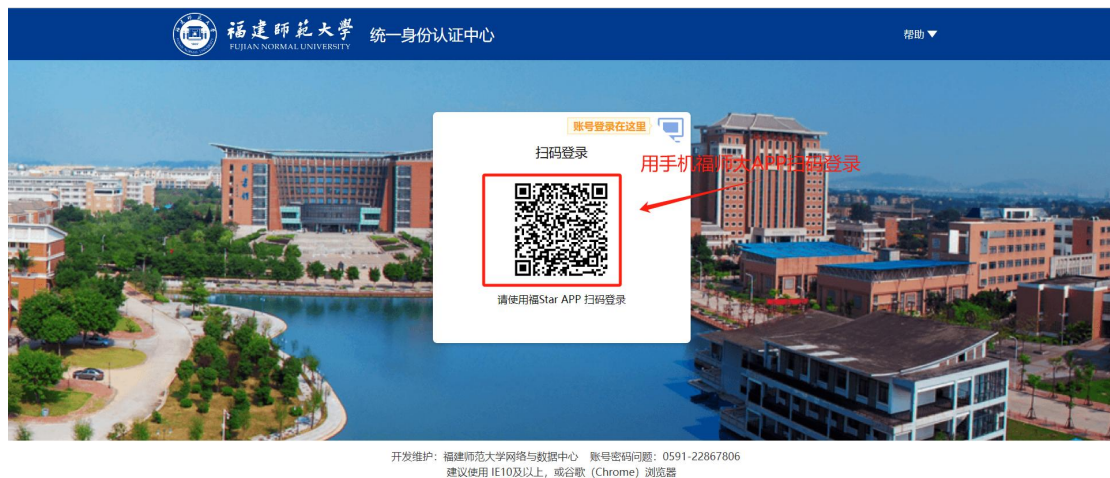 福建师范大学
FUJIAN NORMAL UNIVERSITY
统一身份认证中心
帮助▼
账号登录在这里
扫码登录
用手机福师大APP扫码登录
请使用福Star APP 扫码登录
开发维护：福建师范大学网络与数据中心 账号密码问题：0591-22867806
建议使用 IE10及以上，或谷歌（Chrome）浏览器